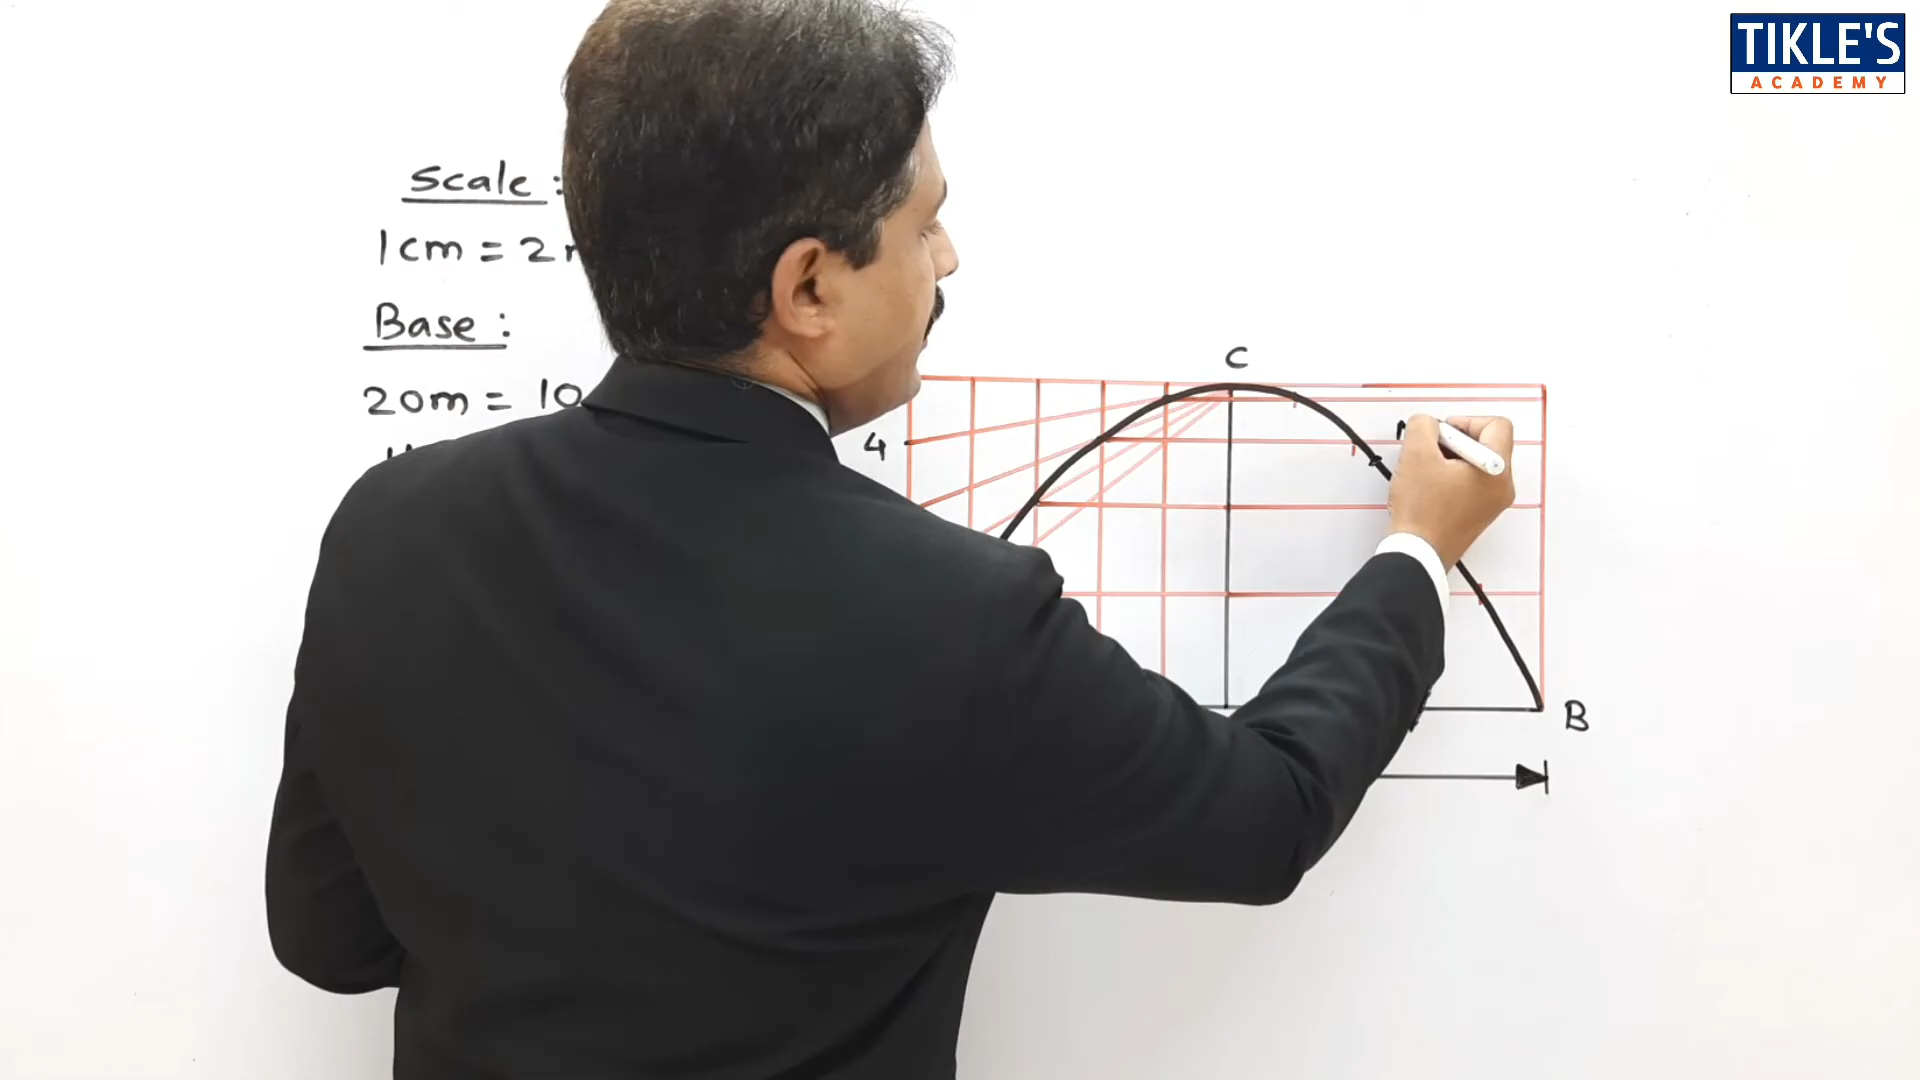 TIKLE'S
ACADEMY
Scale :
1cm = 2
Base :
20m = 10
C
4
B